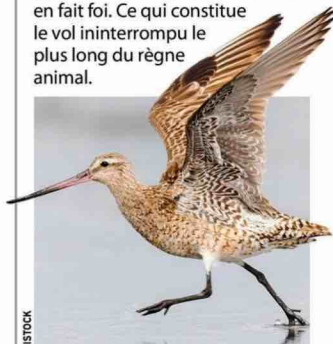 en fait foi. Ce qui constitue
le vol ininterrompu le
plus long du règne
animal.
ISTOCK